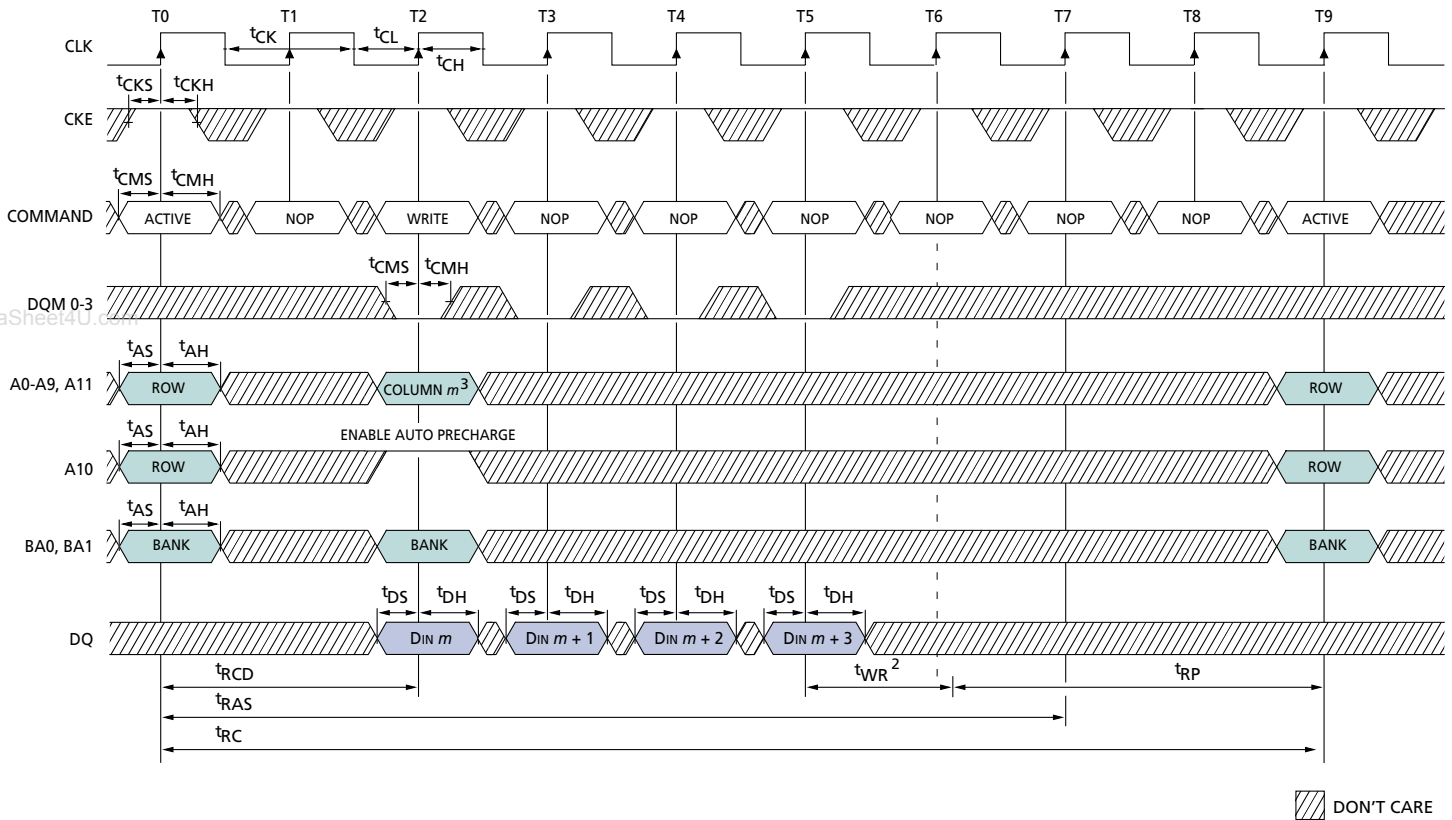 T0 T1 T2 T3 T4 T5 T6 T7 T8 T9
CLK tCK tCL tCH
tCKS tCKH
CKE
tCMS tCMH
COMMAND ACTIVE NOP WRITE NOP NOP NOP NOP NOP NOP ACTIVE
tCMS tCMH
DQM 0-3
aSheet4U.com
tAS tAH
A0-A9, A11 ROW COLUMN m3 ROW
ENABLE AUTO PRECHARGE
tAS tAH
A10 ROW ROW
tAS tAH
BA0, BA1 BANK BANK BANK
tDS tDH tDS tDH tDS tDH tDS tDH
DQ DIN m DIN m + 1 DIN m + 2 DIN m + 3
tRCD tWR 2 tRP
tRAS
tRC
DON'T CARE